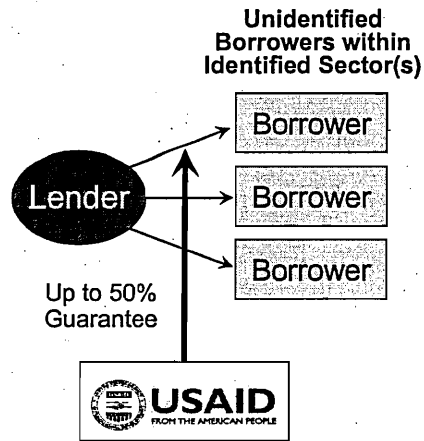 Unidentified
Borrowers within
Identified Sector(s)
Borrower
Lender
Borrower
Borrower
Up to 50%
Guarantee
USAID
FROM THE AMERICAN PEOPLE